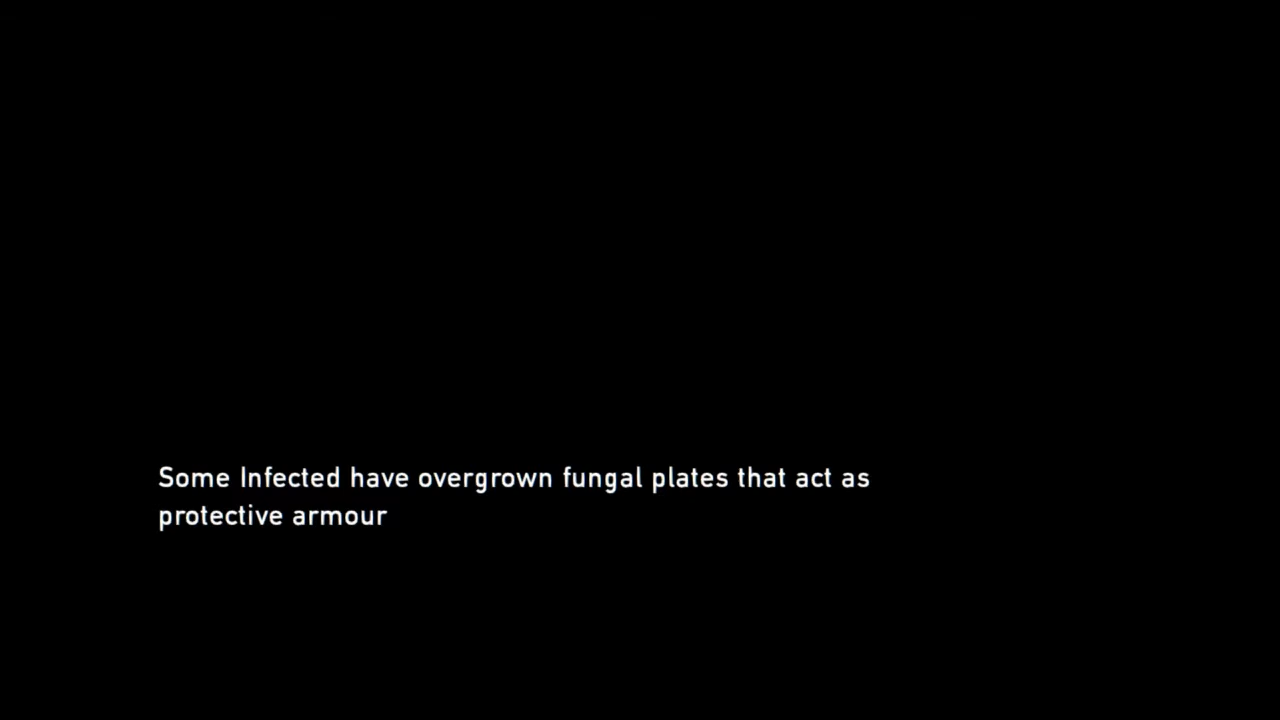 Some Infected have overgrown fungal plates that act as
protective armour